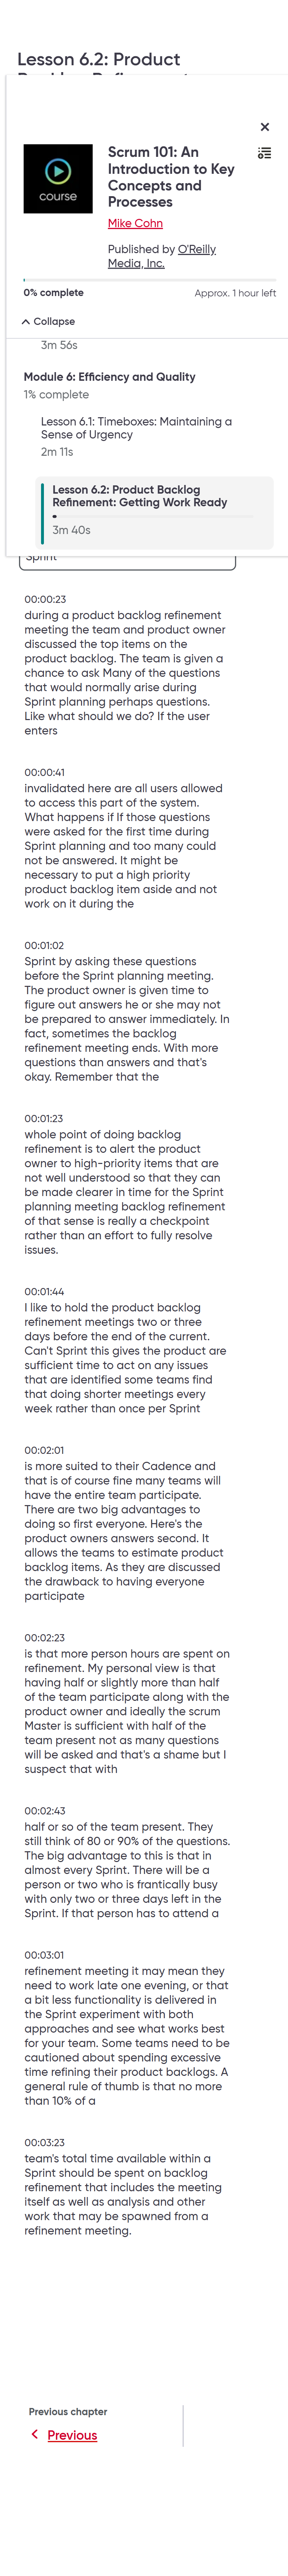 Lesson 6.2: Product
course
Scrum 101: An
Introduction to Key
Concepts and
Processes
Mike Cohn
Published by O'Reilly
Media, Inc.
0% complete
Approx. 1 hour left
Collapse
3m 56s
Module 6: Efficiency and Quality
1% complete
Lesson 6.1: Timeboxes: Maintaining a
Sense of Urgency
2m 11s
Lesson 6.2: Product Backlog
Refinement: Getting Work Ready
3m 40s
Sprint
00:00:23
during a product backlog refinement
meeting the team and product owner
discussed the top items on the
product backlog. The team is given a
chance to ask Many of the questions
that would normally arise during
Sprint planning perhaps questions.
Like what should we do? If the user
enters
00:00:41
invalidated here are all users allowed
to access this part of the system.
What happens if If those questions
were asked for the first time during
Sprint planning and too many could
not be answered. It might be
necessary to put a high priority
product backlog item aside and not
work on it during the
00:01:02
Sprint by asking these questions
before the Sprint planning meeting.
The product owner is given time to
figure out answers he or she may not
be prepared to answer immediately. In
fact, sometimes the backlog
refinement meeting ends. With more
questions than answers and that's
okay. Remember that the
00:01:23
whole point of doing backlog
refinement is to alert the product
owner to high-priority items that are
not well understood so that they can
be made clearer in time for the Sprint
planning meeting backlog refinement
of that sense is really a checkpoint
rather than an effort to fully resolve
issues.
00:01:44
I like to hold the product backlog
refinement meetings two or three
days before the end of the current.
Can't Sprint this gives the product are
sufficient time to act on any issues
that are identified some teams find
that doing shorter meetings every
week rather than once per Sprint
00:02:01
is more suited to their Cadence and
that is of course fine many teams will
have the entire team participate.
There are two big advantages to
doing so first everyone. Here's the
product owners answers second. It
allows the teams to estimate product
backlog items. As they are discussed
the drawback to having everyone
participate
00:02:23
is that more person hours are spent on
refinement. My personal view is that
having half or slightly more than half
of the team participate along with the
product owner and ideally the scrum
Master is sufficient with half of the
team present not as many questions
will be asked and that's a shame but I
suspect that with
00:02:43
half or so of the team present. They
still think of 80 or 90% of the questions.
The big advantage to this is that in
almost every Sprint. There will be a
person or two who is frantically busy
with only two or three days left in the
Sprint. If that person has to attend a
00:03:01
refinement meeting it may mean they
need to work late one evening, or that
a bit less functionality is delivered in
the Sprint experiment with both
approaches and see what works best
for your team. Some teams need to be
cautioned about spending excessive
time refining their product backlogs. A
general rule of thumb is that no more
than 10% of a
00:03:23
team's total time available within a
Sprint should be spent on backlog
refinement that includes the meeting
itself as well as analysis and other
work that may be spawned from a
refinement meeting.
Previous chapter
Previous